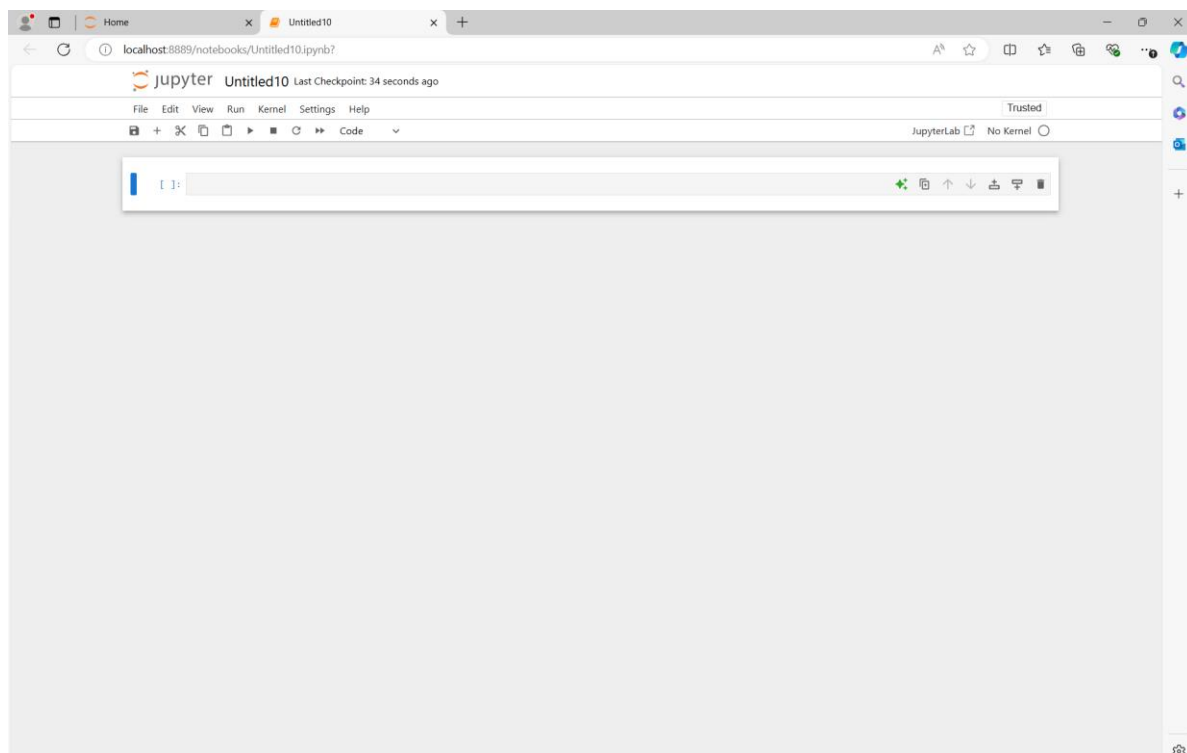 Home
Untitled10
localhost:8889/notebooks/Untitled10.ipynb?
jupyter Untitled10 Last Checkpoint: 34 seconds ago
File Edit View Run Kernel Settings Help Trusted
Code JupyterLab No Kernel
[ ]: